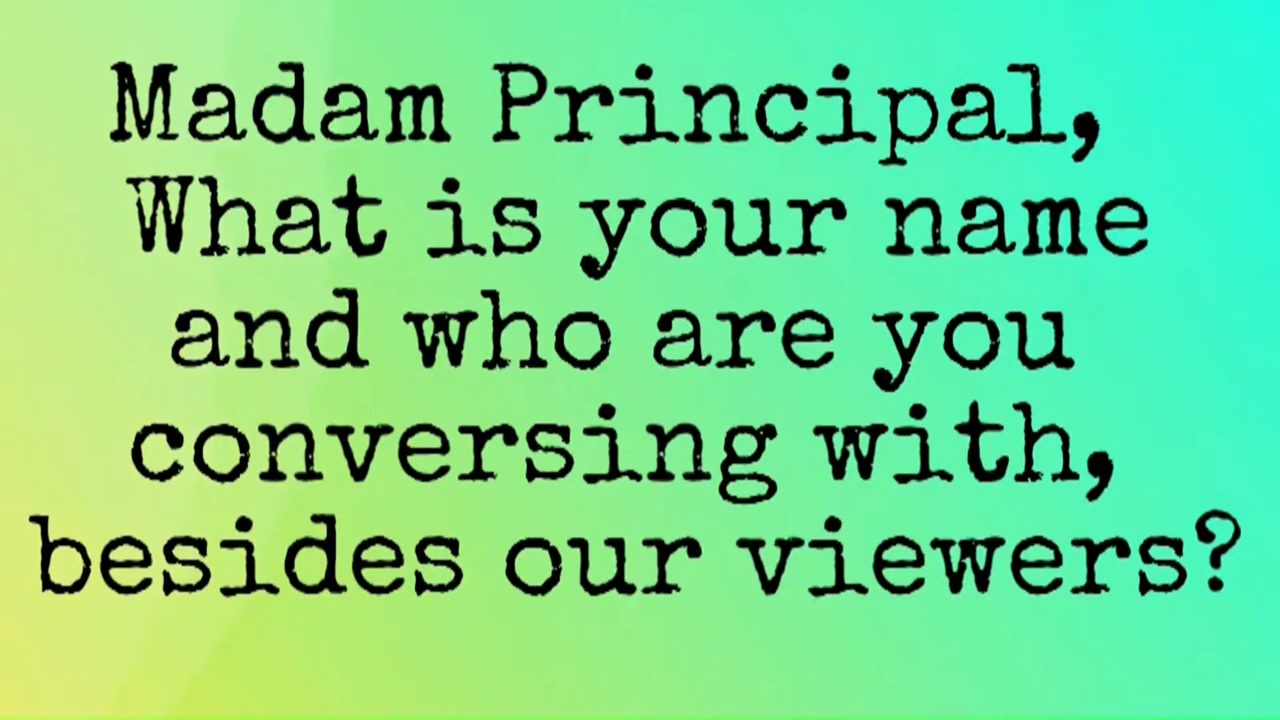 Madam Principal,
What is your name
and who are you
conversing with,
besides our viewers?